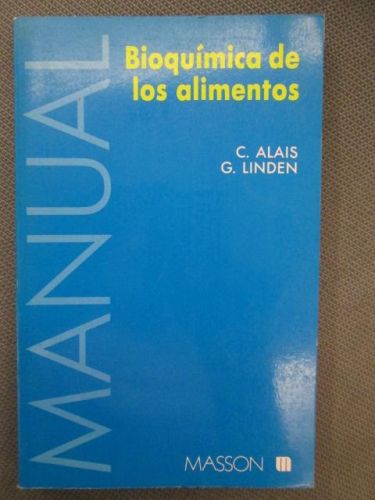 MANUAL
Bioquímica de
los alimentos
C. ALAIS
G. LINDEN
MASSON m